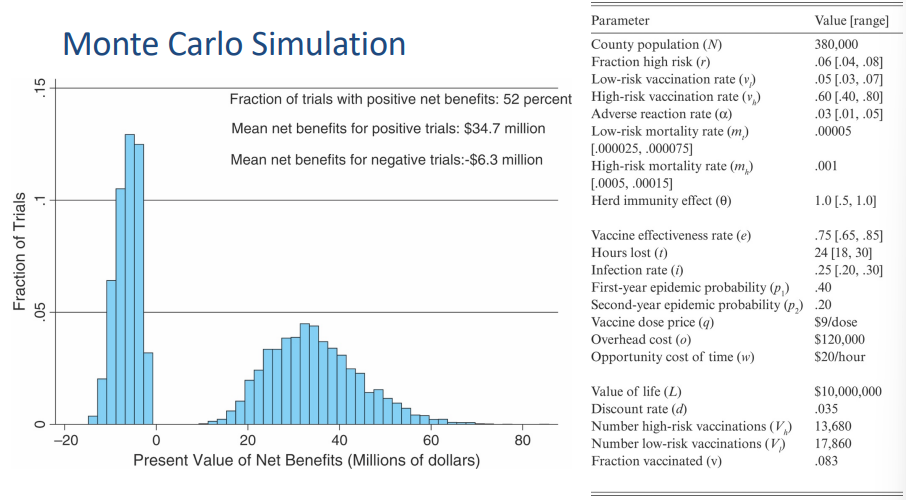 Monte Carlo Simulation
Fraction of trials with positive net benefits: 52 percent
Mean net benefits for positive trials: $34.7 million
Mean net benefits for negative trials:-$6.3 million
Fraction of Trials
.15
.1
.05
0
−20 0 20 40 60 80
Present Value of Net Benefits (Millions of dollars)
Parameter Value [range]
County population (N) 380,000
Fraction high risk (r) .06 [.04, .08]
Low-risk vaccination rate (vₗ) .05 [.03, .07]
High-risk vaccination rate (vₕ) .60 [.40, .80]
Adverse reaction rate (α) .03 [.01, .05]
Low-risk mortality rate (mₗ) .00005
[.000025, .000075]
High-risk mortality rate (mₕ) .001
[.0005, .00015]
Herd immunity effect (θ) 1.0 [.5, 1.0]
Vaccine effectiveness rate (e) .75 [.65, .85]
Hours lost (t) 24 [18, 30]
Infection rate (i) .25 [.20, .30]
First-year epidemic probability (p₁) .40
Second-year epidemic probability (p₂) .20
Vaccine dose price (q) $9/dose
Overhead cost (o) $120,000
Opportunity cost of time (w) $20/hour
Value of life (L) $10,000,000
Discount rate (d) .035
Number high-risk vaccinations (Vₕ) 13,680
Number low-risk vaccinations (Vₗ) 17,860
Fraction vaccinated (v) .083